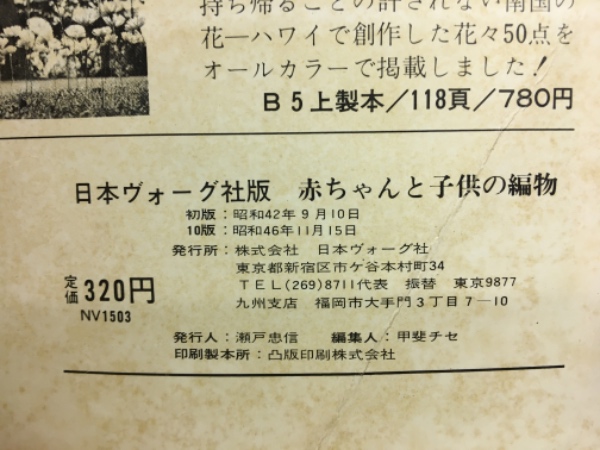 持ち帰ることの許されない南国の
花―ハワイで創作した花々50点を
オールカラーで掲載しました!
B5上製本/118頁/780円
日本ヴォーグ社版 赤ちゃんと子供の編物
初版:昭和42年9月10日
10版:昭和46年11月15日
発行所:株式会社 日本ヴォーグ社
東京都新宿区市ケ谷本村町34
TEL(269)8711代表 振替 東京9877
九州支店 福岡市大手門3丁目7―10
定価 320円
NV1503
発行人:瀬戸忠信 編集人:甲斐チセ
印刷製本所:凸版印刷株式会社